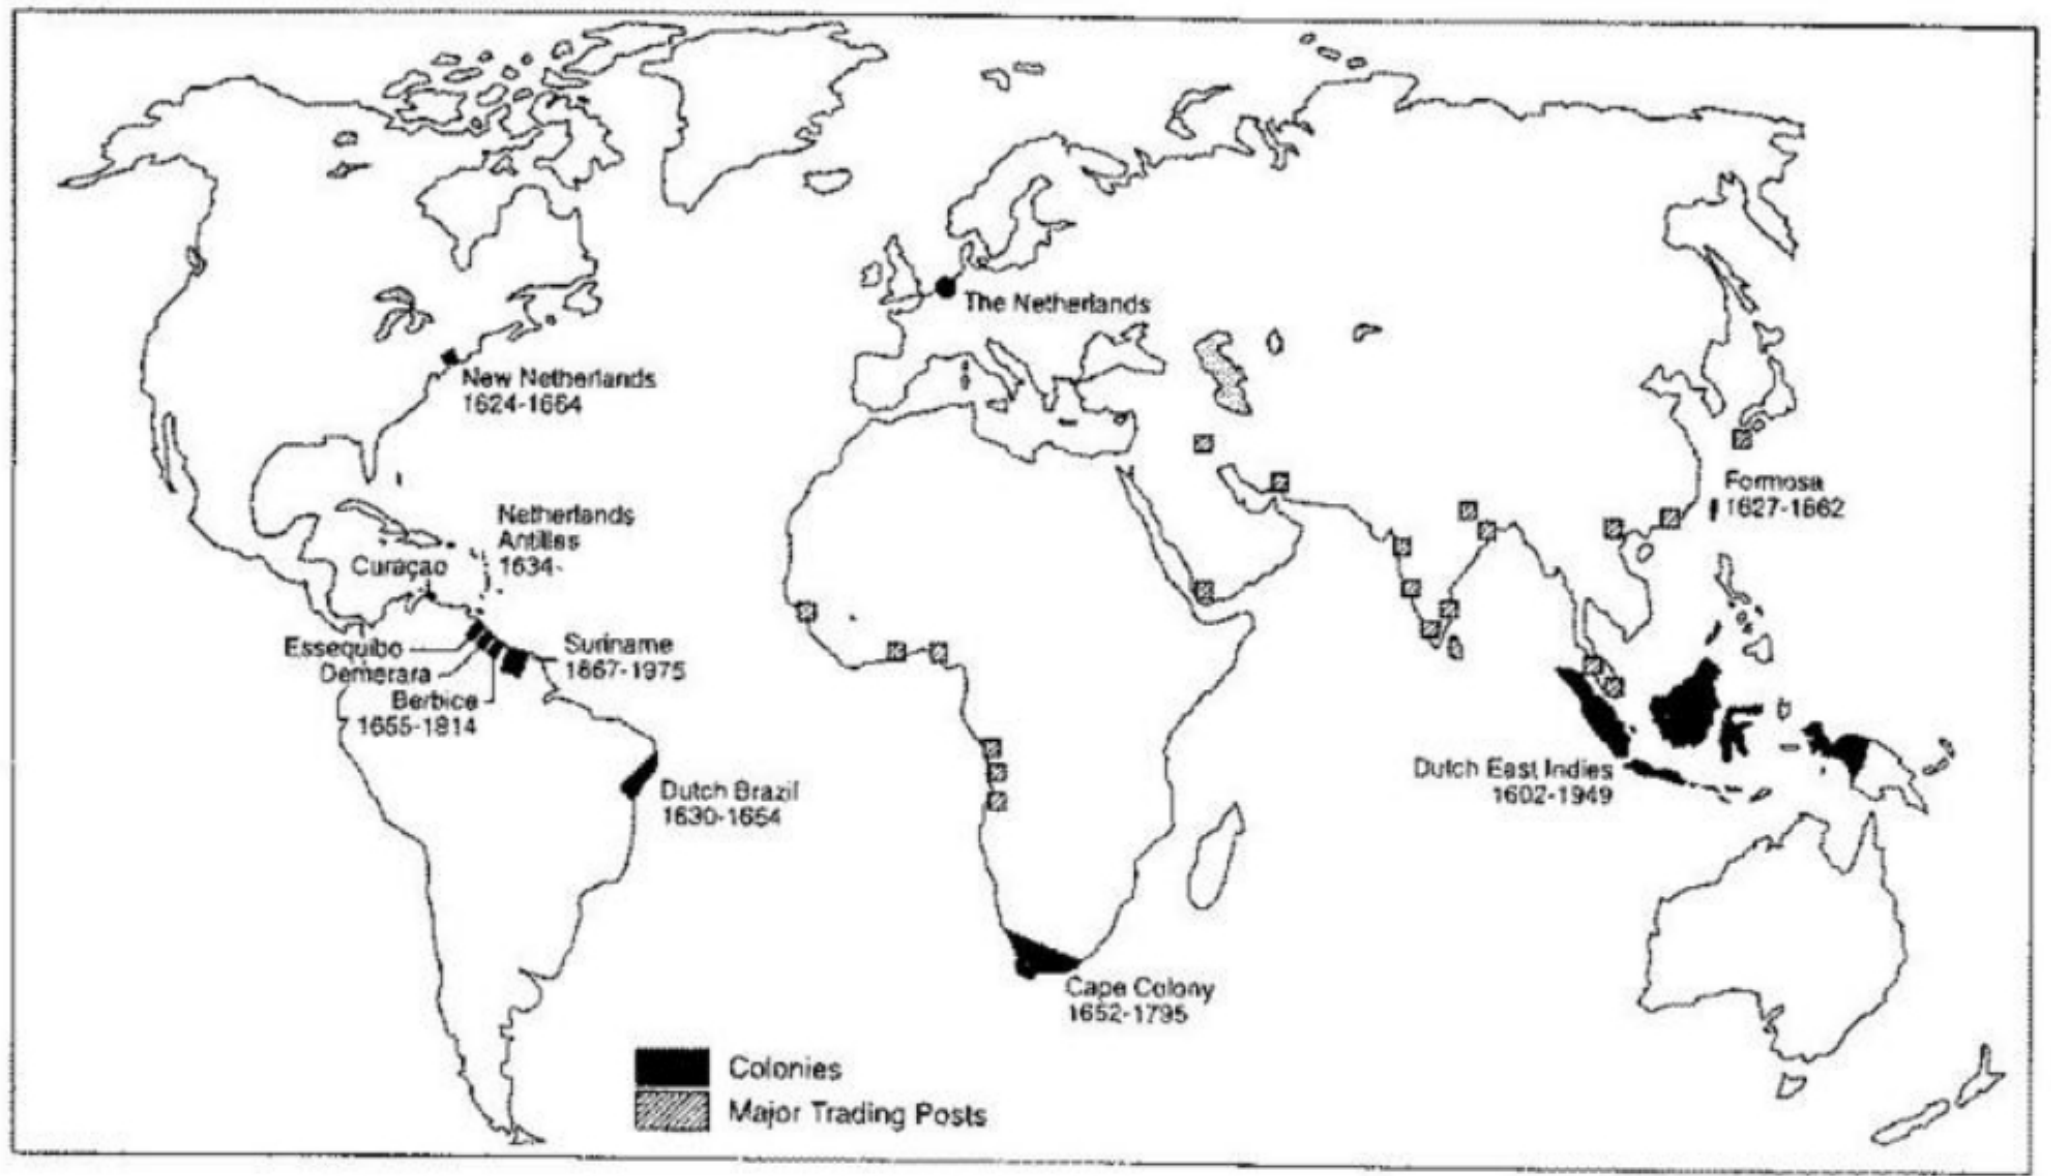 The Netherlands
New Netherlands
1624-1664
Formosa
1627-1662
Netherlands
Antilles
1634-
Curaçao
Essequibo
Demerara
Berbice
1655-1814
Suriname
1667-1975
Dutch Brazil
1630-1654
Dutch East Indies
1602-1949
Cape Colony
1652-1795
Colonies
Major Trading Posts